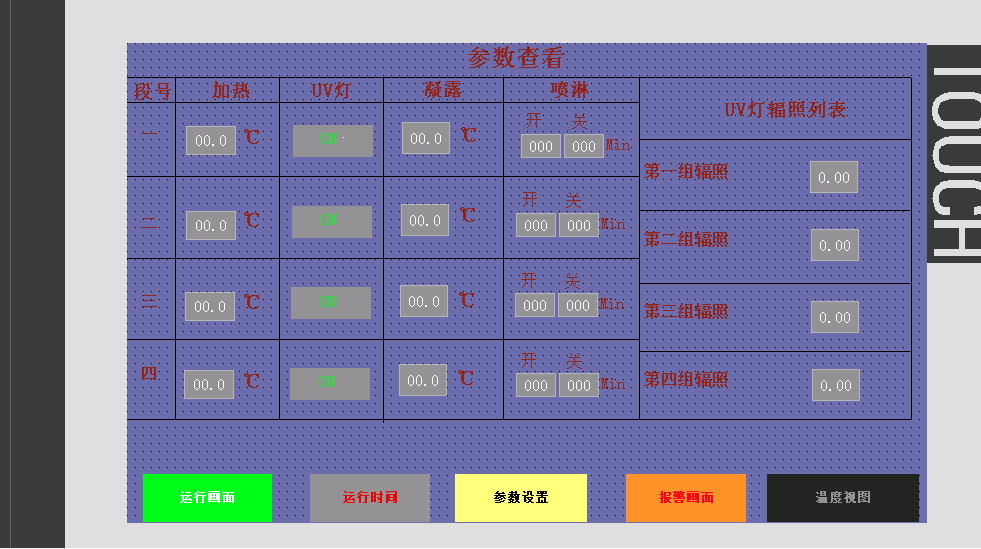 参数查看
段号 加热 UV灯 凝露 喷淋
UV灯辐照列表
一 00.0 ℃ 00.0 ℃ 开 关 000 000 Min
第一组辐照 0.00
二 00.0 ℃ 00.0 ℃ 开 关 000 000 Min
第二组辐照 0.00
三 00.0 ℃ ON 00.0 ℃ 开 关 000 000 Min
第三组辐照 0.00
四 00.0 ℃ 00.0 ℃ 开 关 000 000 Min
第四组辐照 0.00
运行画面 运行时间 参数设置 报警画面 温度视图
TOUCH